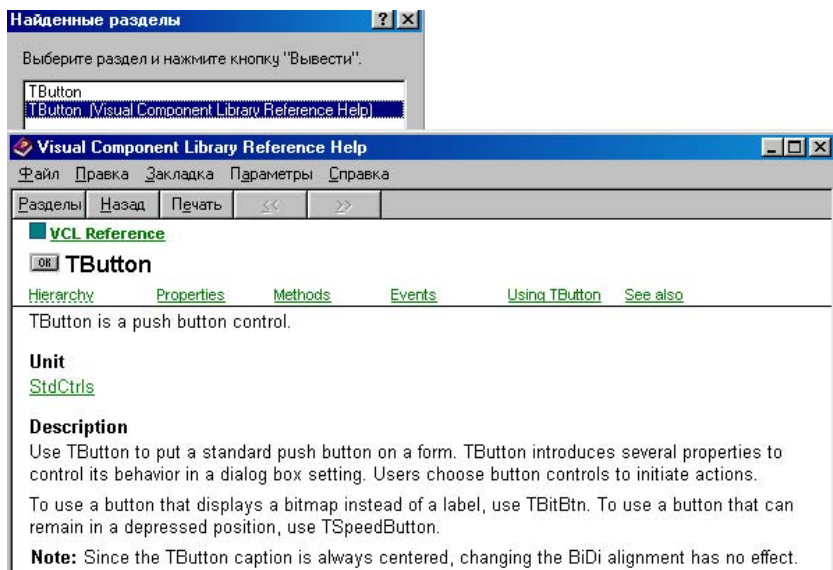 Найденные разделы
Выберите раздел и нажмите кнопку "Вывести".
TButton
TButton (Visual Component Library Reference Help)
Visual Component Library Reference Help
Файл Правка Закладка Параметры Справка
Разделы Назад Печать << >>
VCL Reference
OK TButton
Hierarchy Properties Methods Events Using TButton See also
TButton is a push button control.
Unit
StdCtrls
Description
Use TButton to put a standard push button on a form. TButton introduces several properties to
control its behavior in a dialog box setting. Users choose button controls to initiate actions.
To use a button that displays a bitmap instead of a label, use TBitBtn. To use a button that can
remain in a depressed position, use TSpeedButton.
Note: Since the TButton caption is always centered, changing the BiDi alignment has no effect.